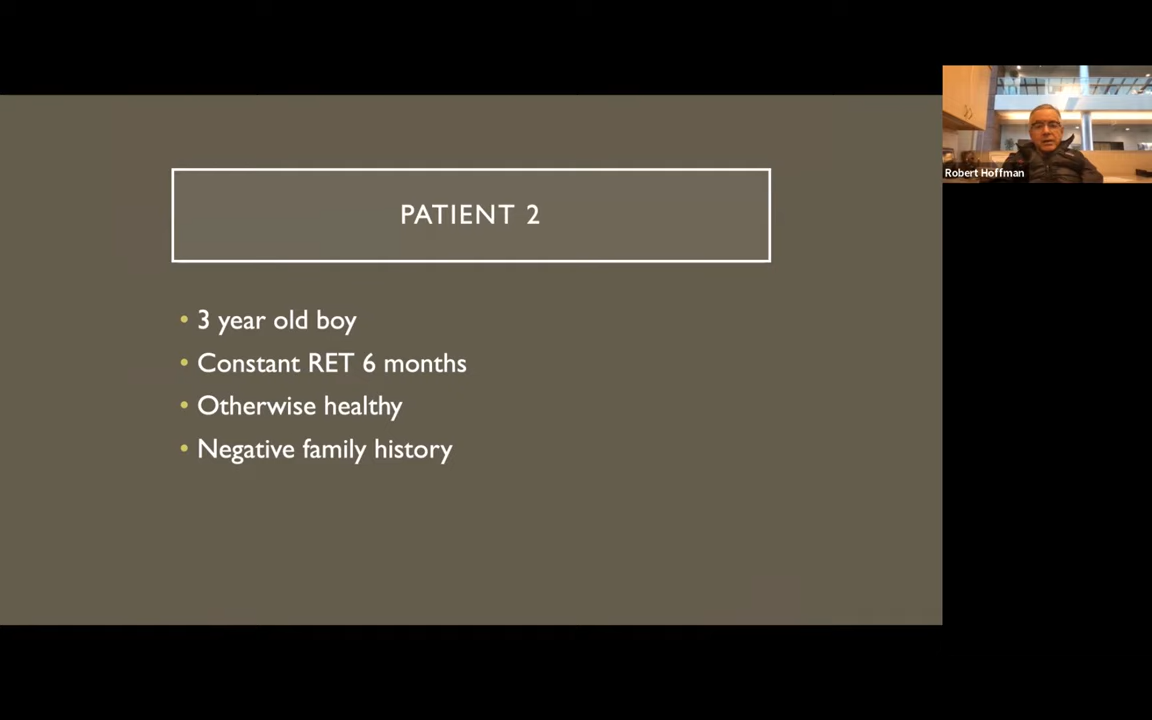 PATIENT 2
3 year old boy
Constant RET 6 months
Otherwise healthy
Negative family history
Robert Hoffman